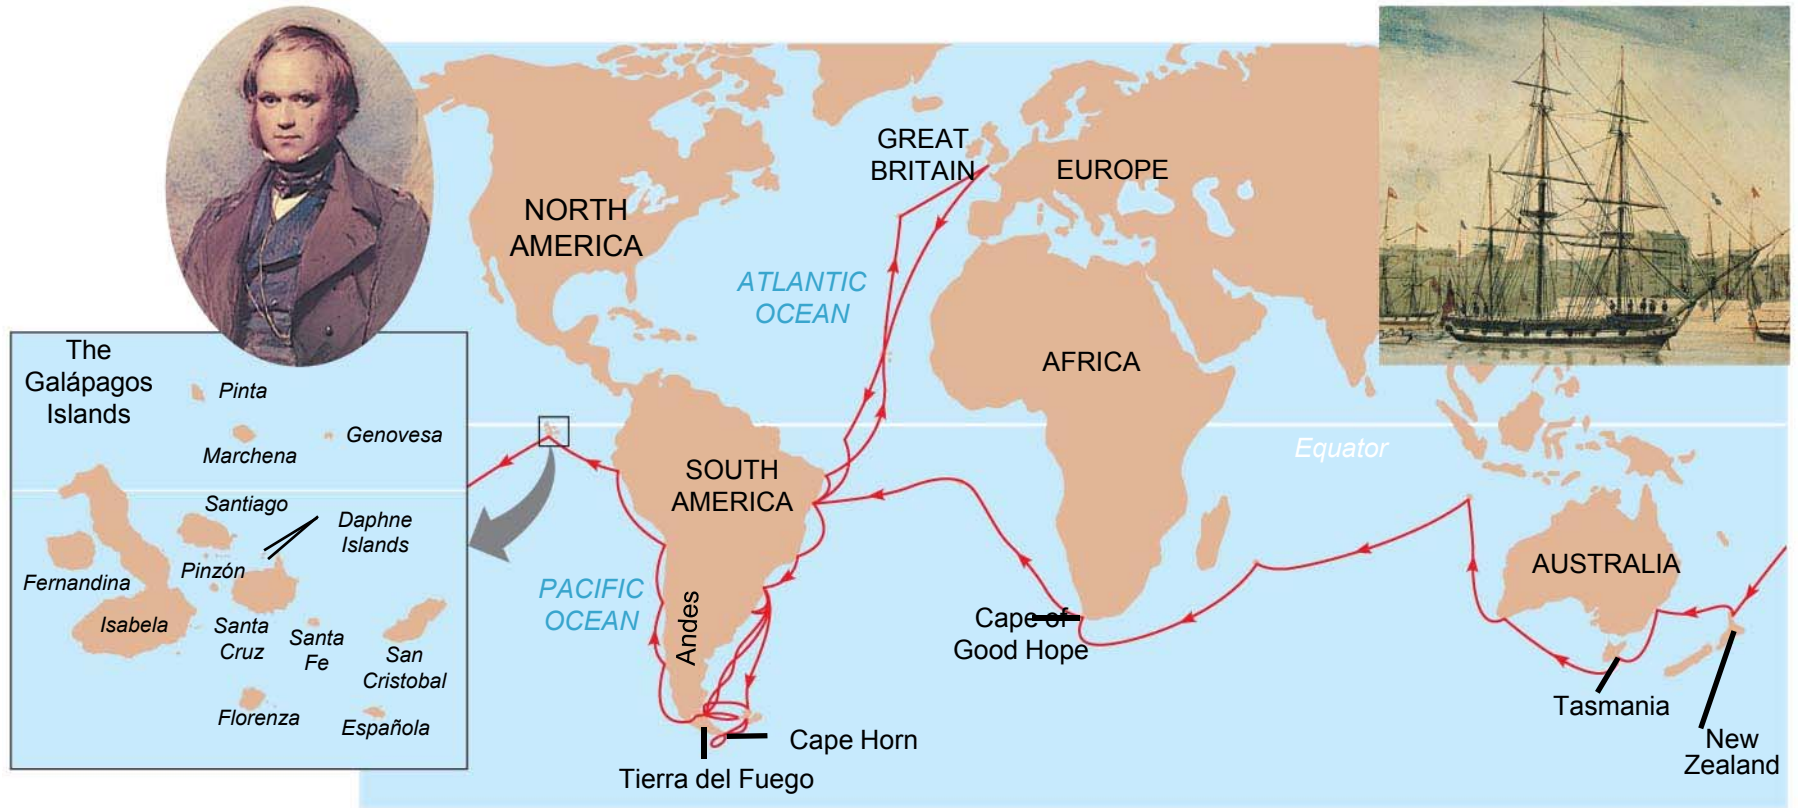 The
Galápagos
Islands
Pinta
Genovesa
Marchena
Santiago
Daphne
Islands
Pinzón
Fernandina
Isabela
Santa
Cruz
Santa
Fe
San
Cristobal
Florenza
Española
NORTH
AMERICA
GREAT
BRITAIN
EUROPE
ATLANTIC
OCEAN
AFRICA
Equator
SOUTH
AMERICA
PACIFIC
OCEAN
Andes
Cape of
Good Hope
AUSTRALIA
Tasmania
New
Zealand
Cape Horn
Tierra del Fuego